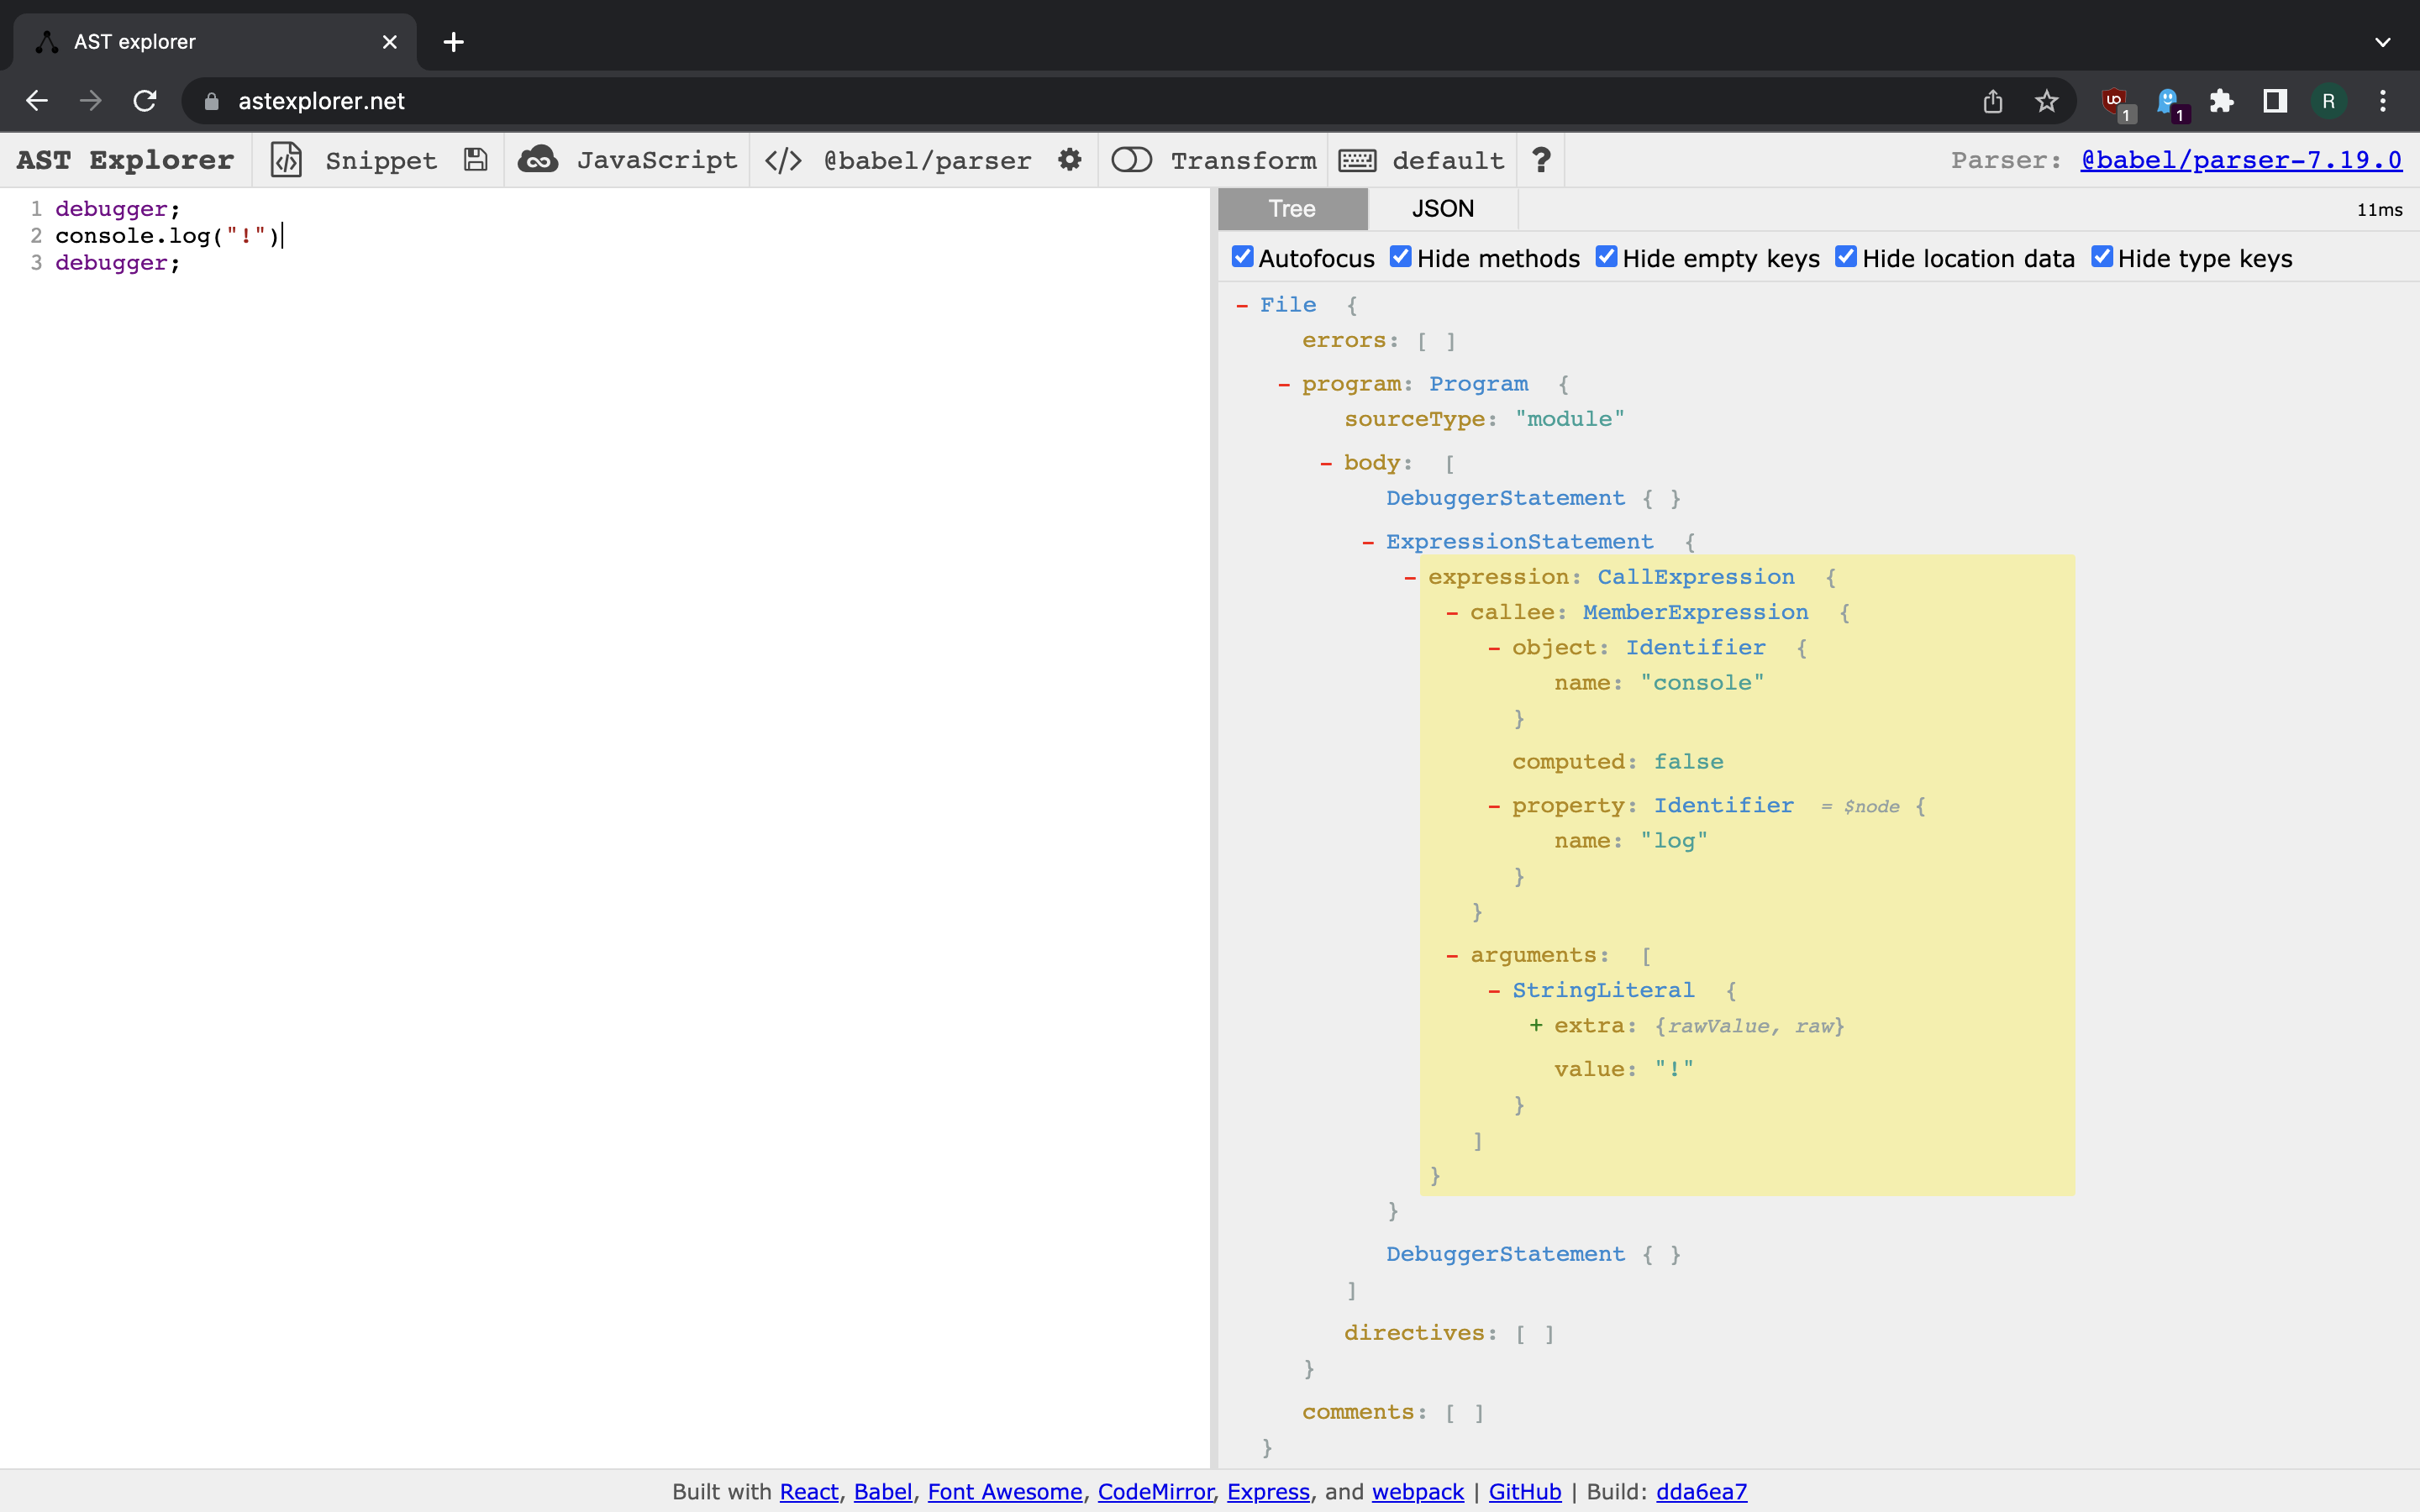 AST explorer
astexplorer.net
1
1
R
AST Explorer Snippet JavaScript </> @babel/parser Transform default ? Parser: @babel/parser-7.19.0
1 debugger;
2 console.log("!")
3 debugger;
Tree JSON 11ms
Autofocus Hide methods Hide empty keys Hide location data Hide type keys
- File {
errors: [ ]
- program: Program {
sourceType: "module"
- body: [
DebuggerStatement { }
- ExpressionStatement {
- expression: CallExpression {
- callee: MemberExpression {
- object: Identifier {
name: "console"
}
computed: false
- property: Identifier = $node {
name: "log"
}
}
- arguments: [
- StringLiteral {
+ extra: {rawValue, raw}
value: "!"
}
]
}
}
DebuggerStatement { }
]
directives: [ ]
}
comments: [ ]
}
Built with React, Babel, Font Awesome, CodeMirror, Express, and webpack | GitHub | Build: dda6ea7